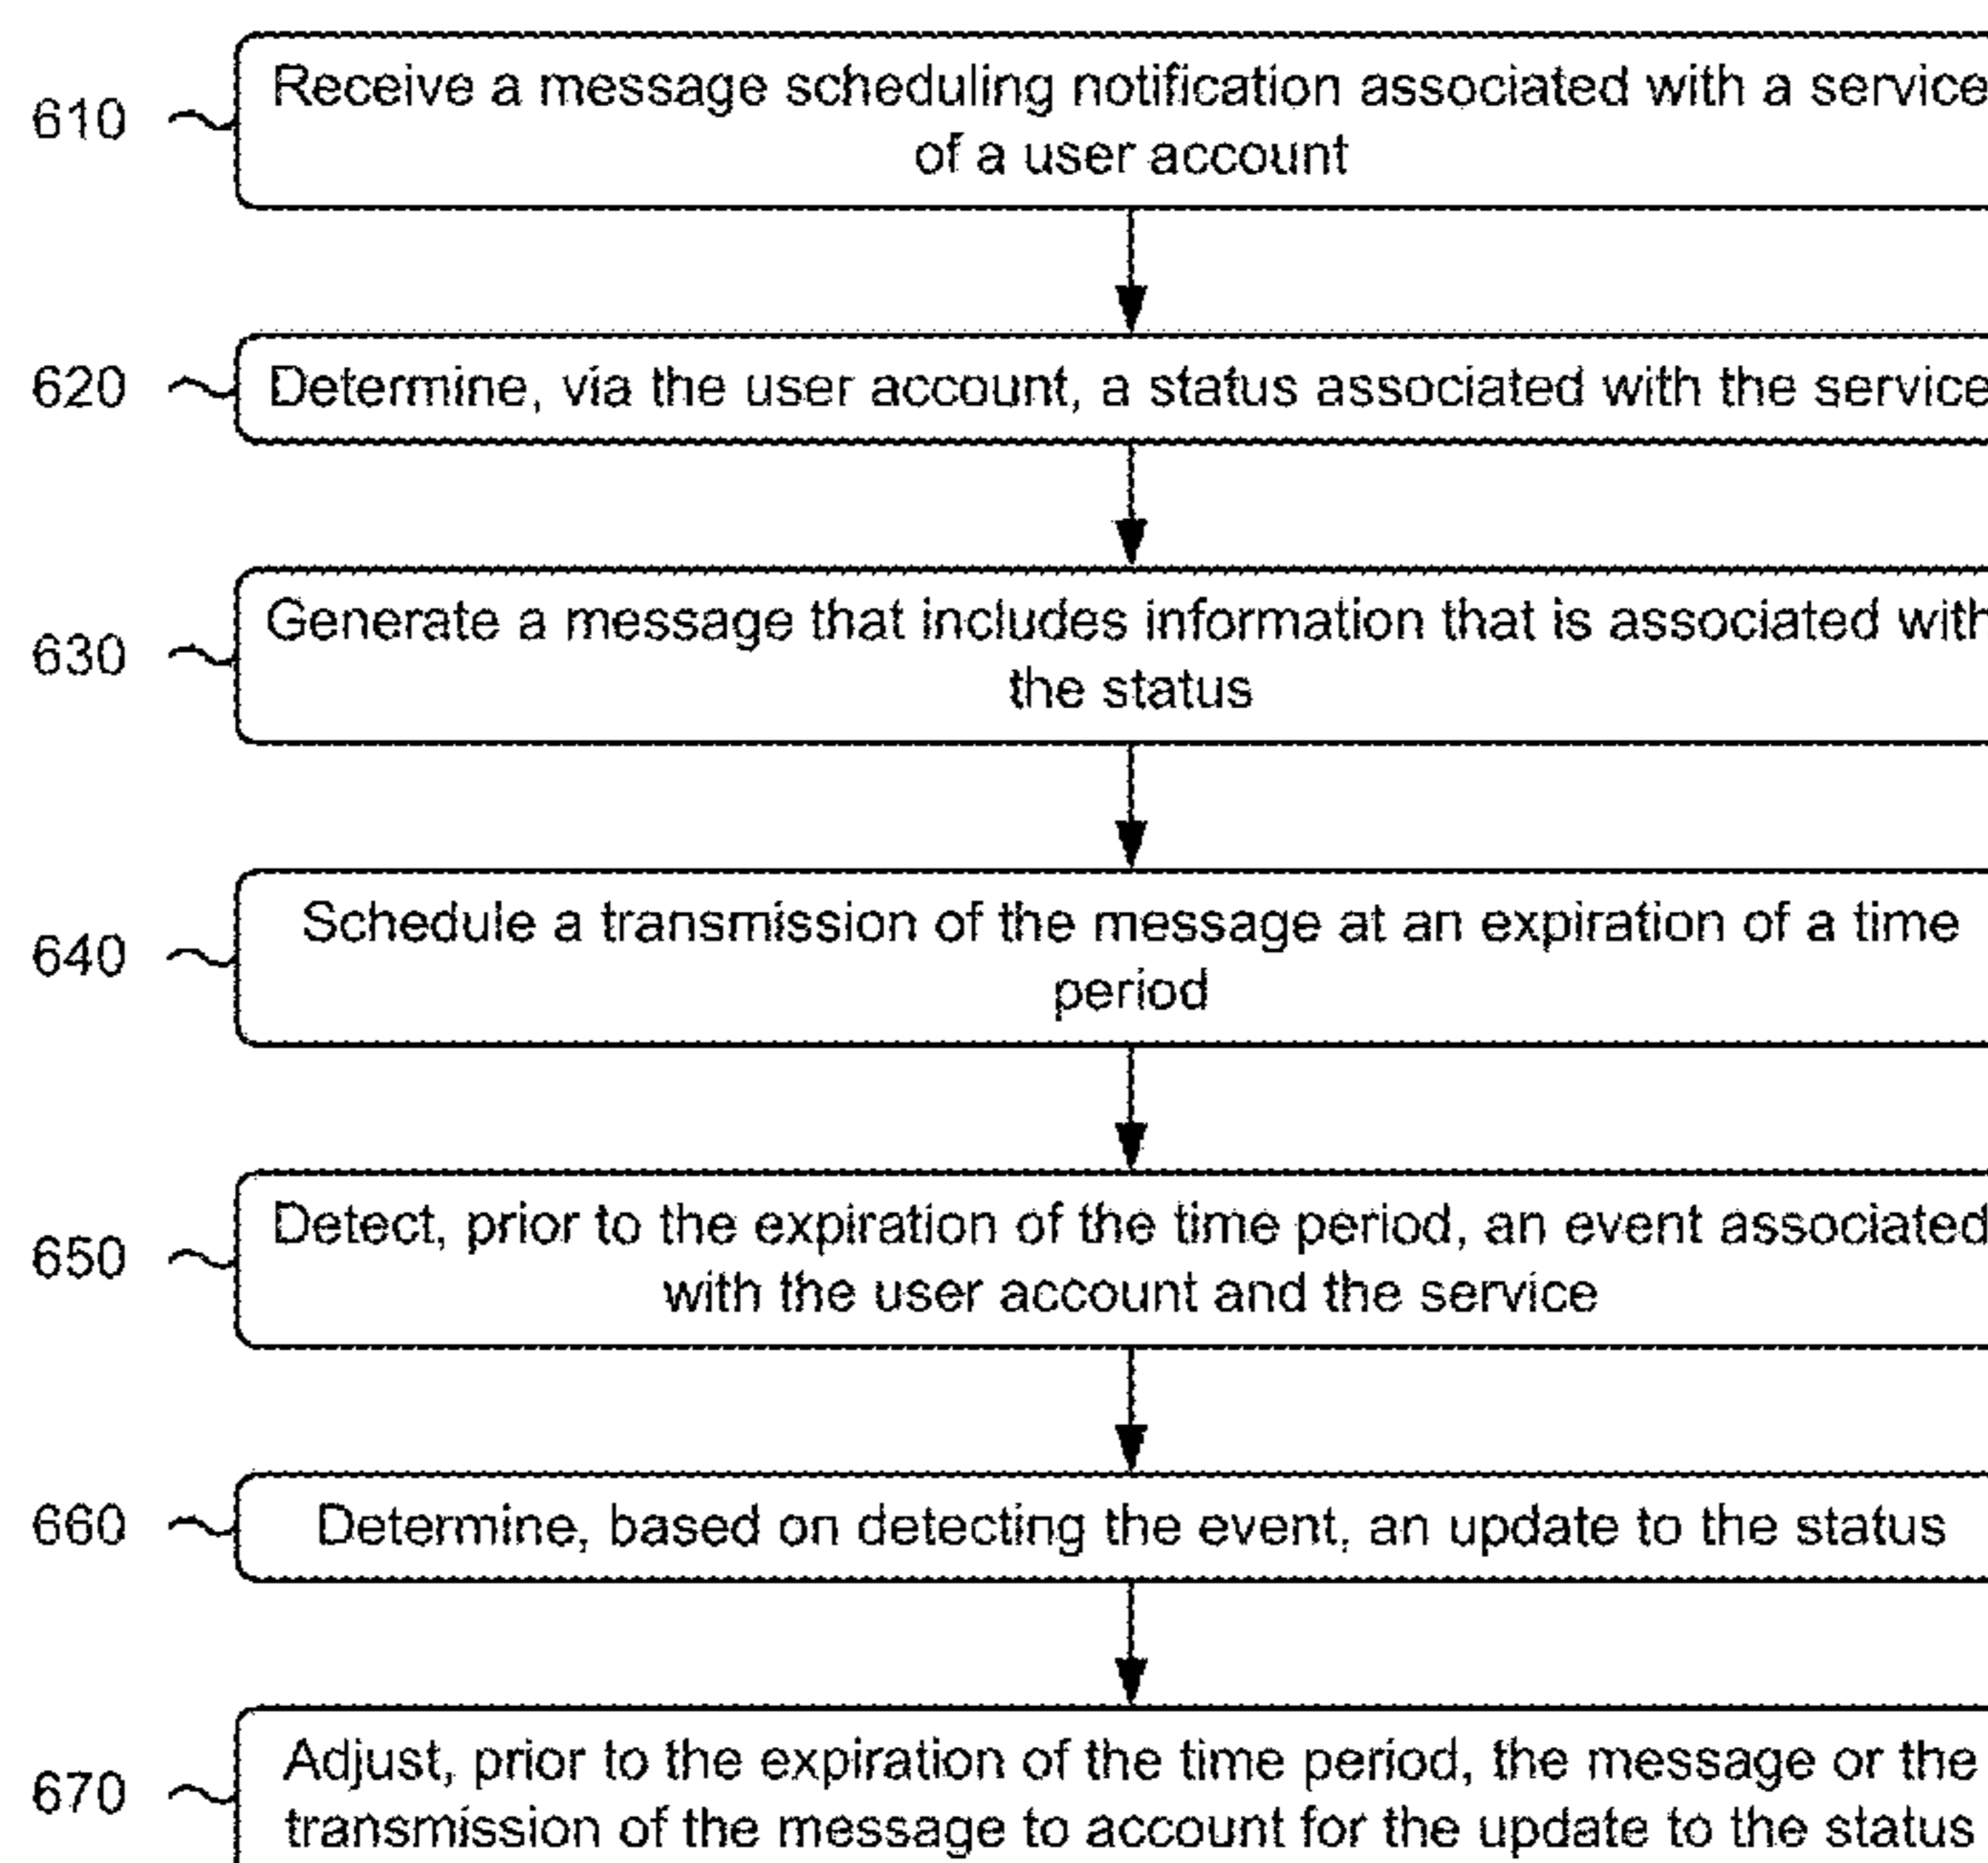 610
Receive a message scheduling notification associated with a service
of a user account
620
Determine, via the user account, a status associated with the service
630
Generate a message that includes information that is associated with
the status
640
Schedule a transmission of the message at an expiration of a time
period
650
Detect, prior to the expiration of the time period, an event associated
with the user account and the service
660
Determine, based on detecting the event, an update to the status
670
Adjust, prior to the expiration of the time period, the message or the
transmission of the message to account for the update to the status